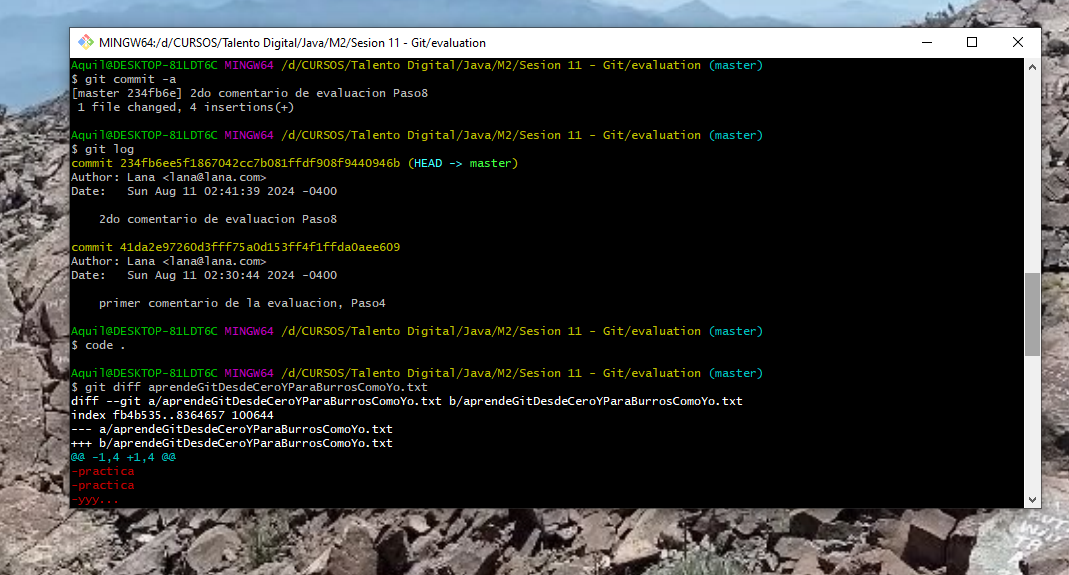 MINGW64:/d/CURSOS/Talento Digital/Java/M2/Sesion 11 - Git/evaluation
Aquil@DESKTOP-81LDT6C MINGW64 /d/CURSOS/Talento Digital/Java/M2/Sesion 11 - Git/evaluation (master)
$ git commit -a
[master 234fb6e] 2do comentario de evaluacion Paso8
 1 file changed, 4 insertions(+)
Aquil@DESKTOP-81LDT6C MINGW64 /d/CURSOS/Talento Digital/Java/M2/Sesion 11 - Git/evaluation (master)
$ git log
commit 234fb6ee5f1867042cc7b081ffdf908f9440946b (HEAD -> master)
Author: Lana <lana@lana.com>
Date:   Sun Aug 11 02:41:39 2024 -0400
    2do comentario de evaluacion Paso8
commit 41da2e97260d3fff75a0d153ff4f1ffda0aee609
Author: Lana <lana@lana.com>
Date:   Sun Aug 11 02:30:44 2024 -0400
    primer comentario de la evaluacion, Paso4
Aquil@DESKTOP-81LDT6C MINGW64 /d/CURSOS/Talento Digital/Java/M2/Sesion 11 - Git/evaluation (master)
$ code .
Aquil@DESKTOP-81LDT6C MINGW64 /d/CURSOS/Talento Digital/Java/M2/Sesion 11 - Git/evaluation (master)
$ git diff aprendeGitDesdeCeroYParaBurrosComoYo.txt
diff --git a/aprendeGitDesdeCeroYParaBurrosComoYo.txt b/aprendeGitDesdeCeroYParaBurrosComoYo.txt
index fb4b535..8364657 100644
--- a/aprendeGitDesdeCeroYParaBurrosComoYo.txt
+++ b/aprendeGitDesdeCeroYParaBurrosComoYo.txt
@@ -1,4 +1,4 @@
-practica
-practica
-yyy...